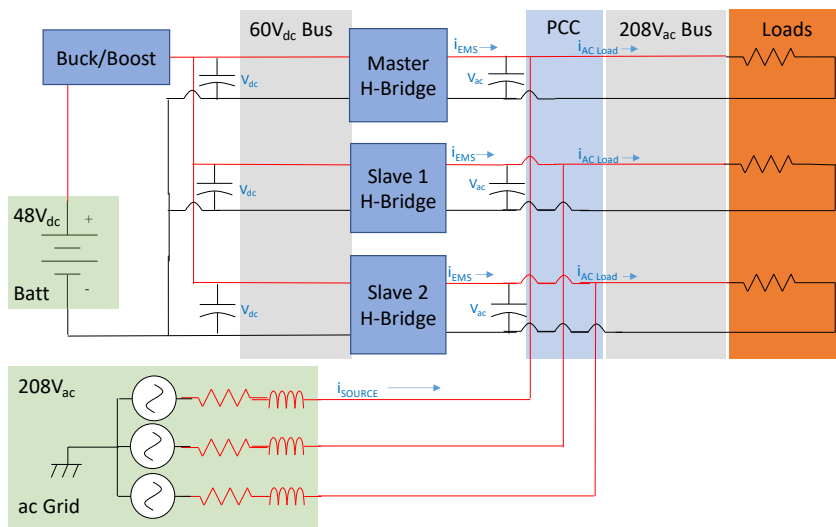 60Vdc Bus
PCC
208Vac Bus
Loads
Buck/Boost
Vdc
Master
H-Bridge
iEMS
Vac
iAC Load
Vdc
Slave 1
H-Bridge
iEMS
Vac
iAC Load
48Vdc
+
-
Batt
Vdc
Slave 2
H-Bridge
iEMS
Vac
iAC Load
208Vac
iSOURCE
ac Grid